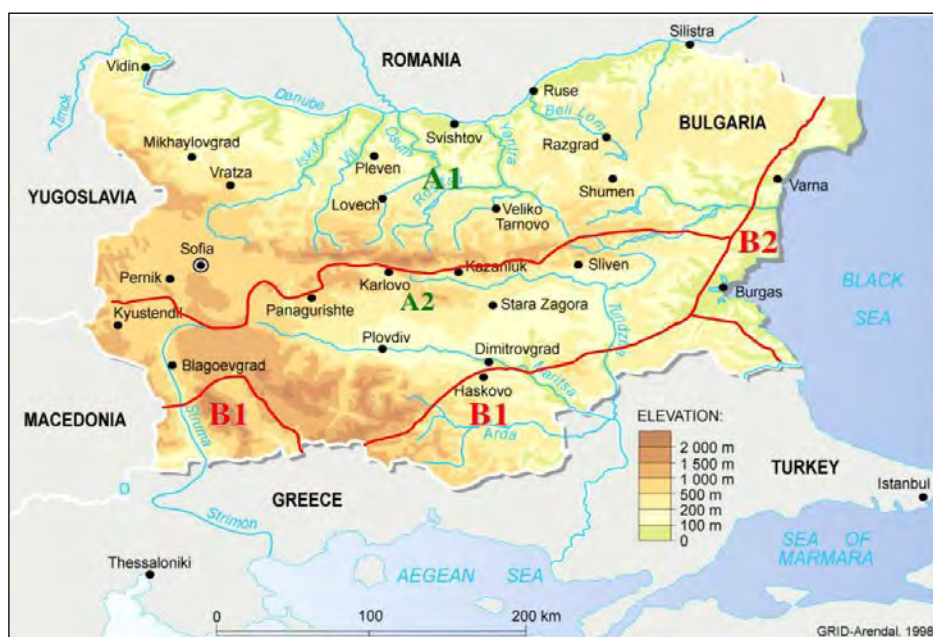 Silistra
ROMANIA
Vidin
Ruse
Timok
Danube
Beli Lom
BULGARIA
Svishtov
Yantra
Mikhaylovgrad
Iskur
Vit
Osum
Pleven
Razgrad
Vratza
A1
Shumen
Varna
YUGOSLAVIA
Lovech
Veliko
Tarnovo
Sofia
B2
Pernik
Karlovo
Kazanluk
Sliven
BLACK
SEA
Kyustendil
Panagurishte
A2
Stara Zagora
Burgas
Tundzha
Plovdiv
Dimitrovgrad
Blagoevgrad
Maritsa
Haskovo
MACEDONIA
Struma
B1
B1
Arda
ELEVATION:
2 000 m
1 500 m
1 000 m
500 m
200 m
100 m
0
TURKEY
Istanbul
GREECE
Strimon
SEA OF
MARMARA
Thessaloniki
AEGEAN SEA
0 100 200 km
GRID-Arendal, 1998